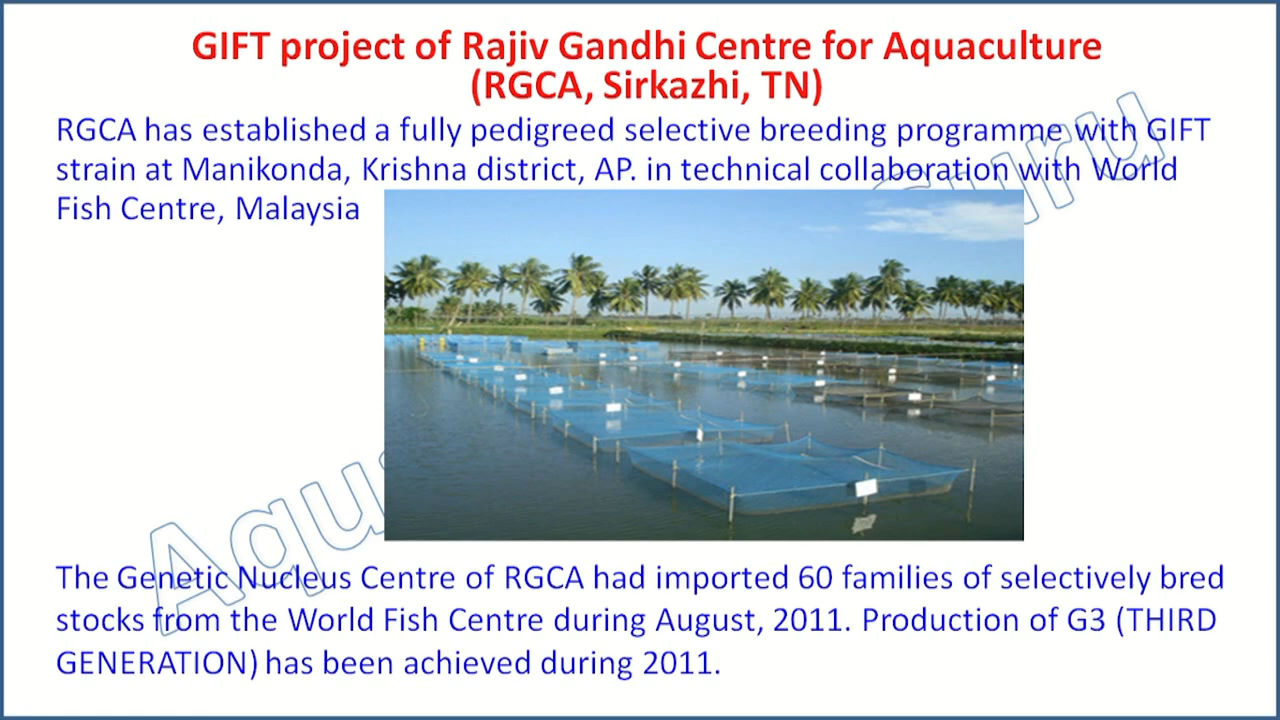 GIFT project of Rajiv Gandhi Centre for Aquaculture
(RGCA, Sirkazhi, TN)
RGCA has established a fully pedigreed selective breeding programme with GIFT
strain at Manikonda, Krishna district, AP. in technical collaboration with World
Fish Centre, Malaysia
The Genetic Nucleus Centre of RGCA had imported 60 families of selectively bred
stocks from the World Fish Centre during August, 2011. Production of G3 (THIRD
GENERATION) has been achieved during 2011.